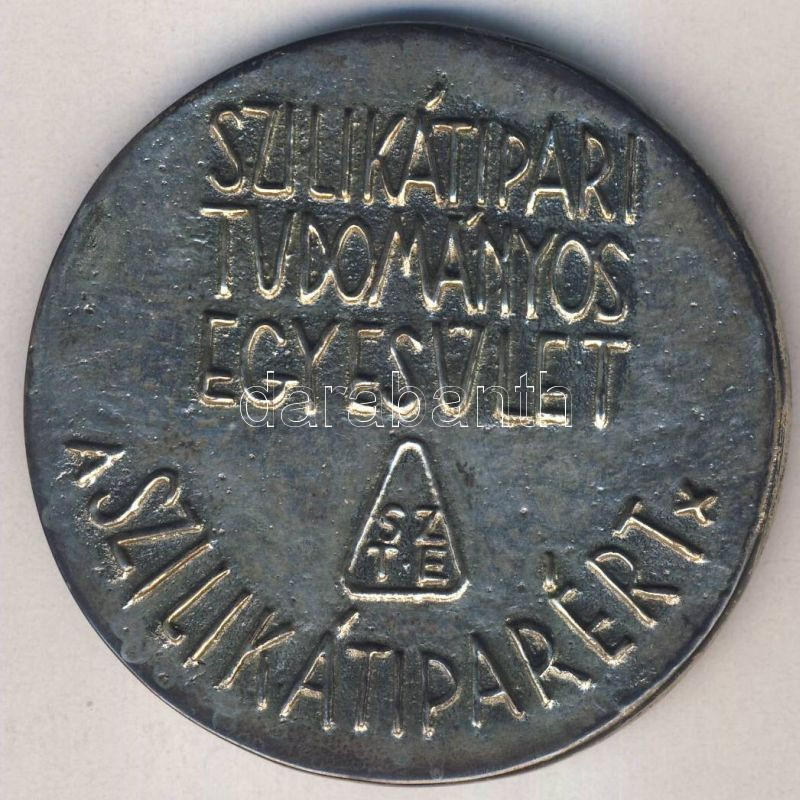 SZILIKÁTIPARI
TUDOMÁNYOS
EGYESÜLET
darabanth
SZ
T.E
A SZILIKÁTIPARÉRT x